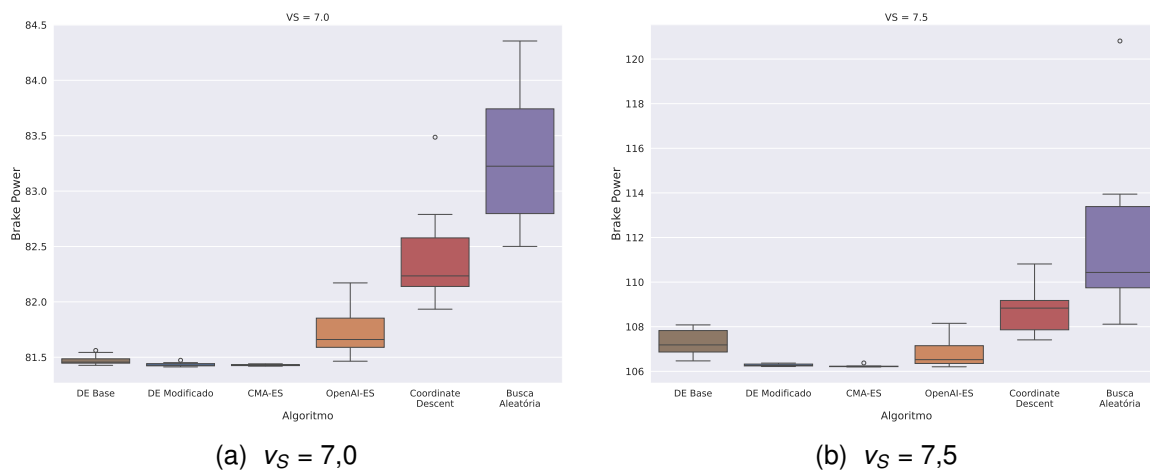 VS = 7.0
84.5
84.0
83.5
83.0
82.5
82.0
81.5
Brake Power
DE Base
DE Modificado
CMA-ES
OpenAI-ES
Coordinate
Descent
Busca
Aleatória
Algoritmo
(a) v_S = 7,0
VS = 7.5
120
118
116
114
112
110
108
106
Brake Power
DE Base
DE Modificado
CMA-ES
OpenAI-ES
Coordinate
Descent
Busca
Aleatória
Algoritmo
(b) v_S = 7,5